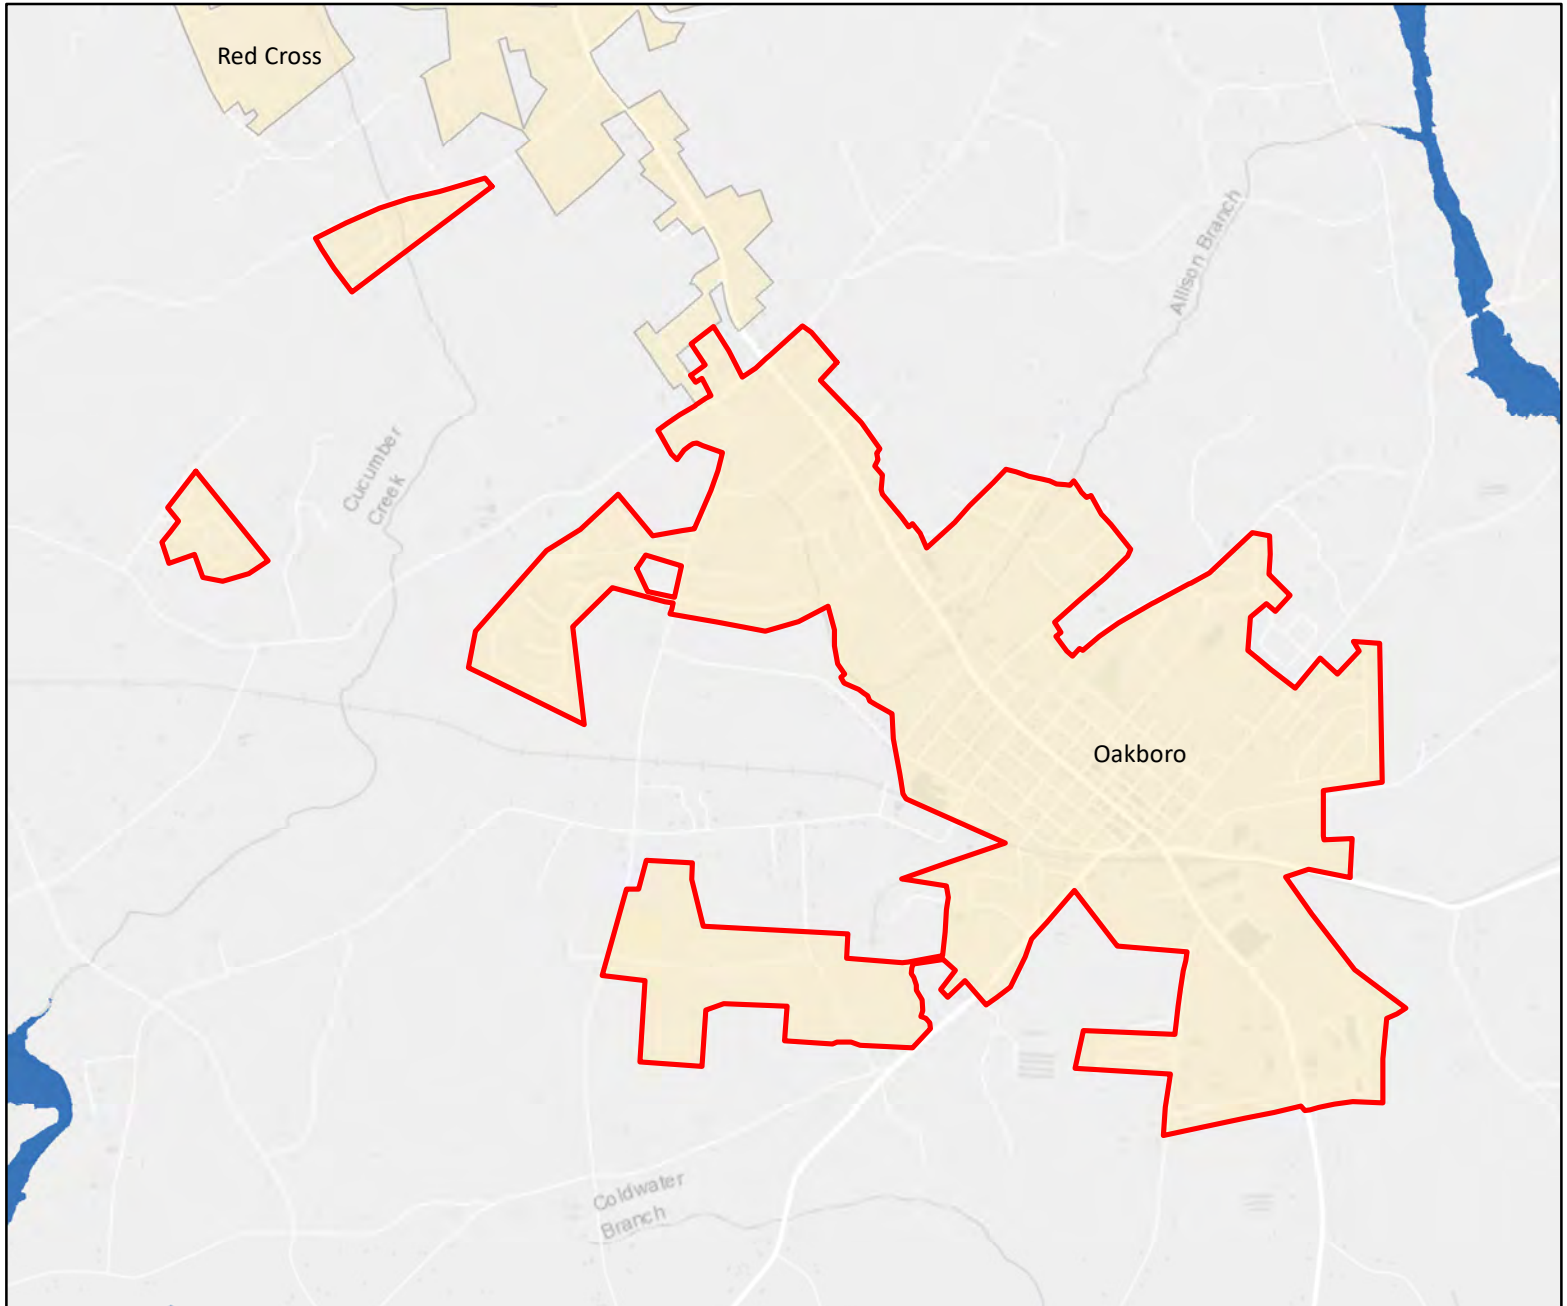 Red Cross
Allison Branch
Cucumber
Creek
Oakboro
Coldwater
Branch